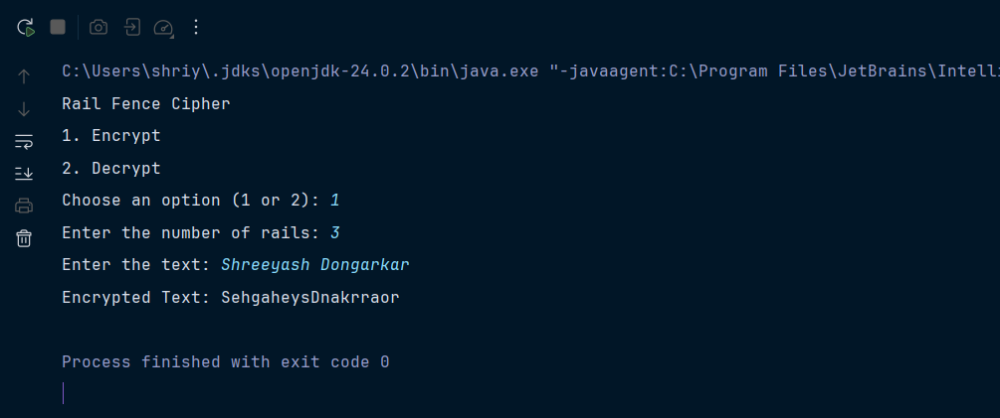 C:\Users\shriy\.jdks\openjdk-24.0.2\bin\java.exe "-javaagent:C:\Program Files\JetBrains\Intelli
Rail Fence Cipher
1. Encrypt
2. Decrypt
Choose an option (1 or 2): 1
Enter the number of rails: 3
Enter the text: Shreeyash Dongarkar
Encrypted Text: SehgaheysDnakrraor
Process finished with exit code 0